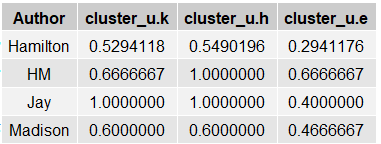 Author cluster_u.k cluster_u.h cluster_u.e
Hamilton 0.5294118 0.5490196 0.2941176
HM 0.6666667 1.0000000 0.6666667
Jay 1.0000000 1.0000000 0.4000000
Madison 0.6000000 0.6000000 0.4666667